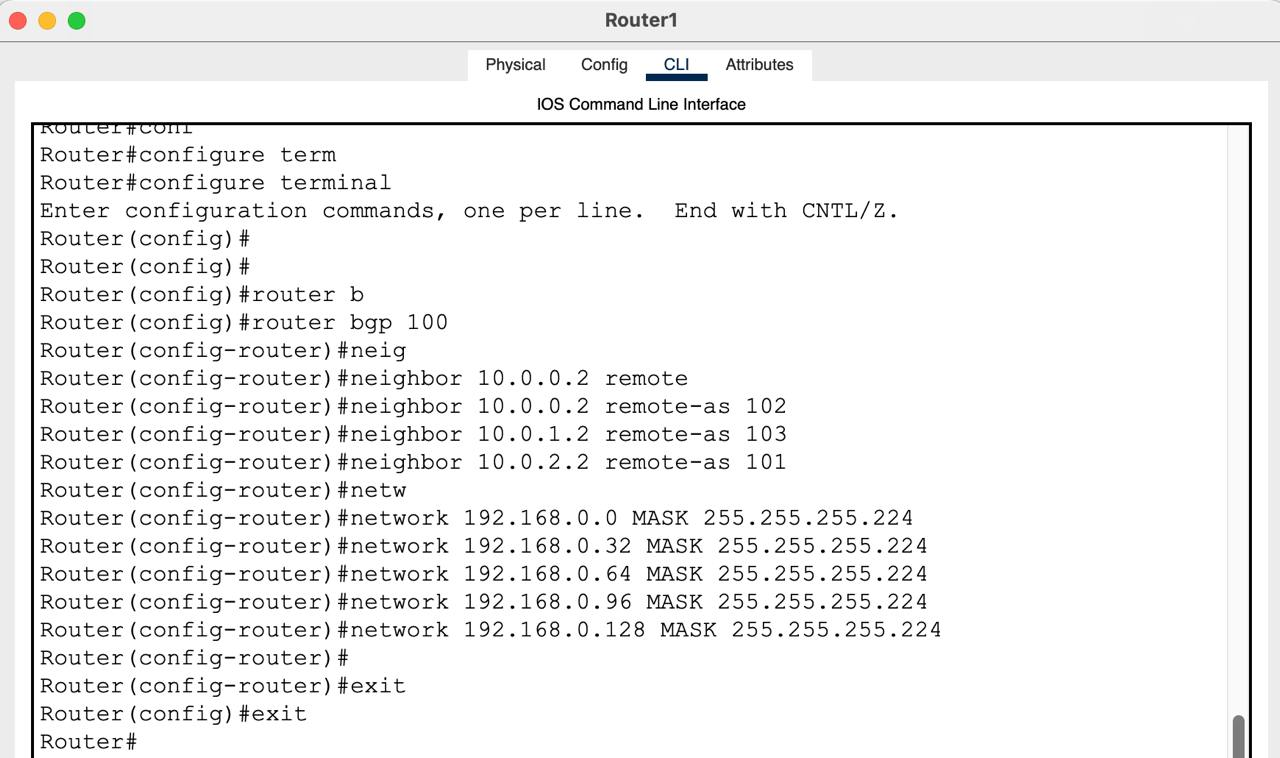 Router1
Physical Config CLI Attributes
IOS Command Line Interface
Router#conf
Router#configure term
Router#configure terminal
Enter configuration commands, one per line.  End with CNTL/Z.
Router(config)#
Router(config)#
Router(config)#router b
Router(config)#router bgp 100
Router(config-router)#neig
Router(config-router)#neighbor 10.0.0.2 remote
Router(config-router)#neighbor 10.0.0.2 remote-as 102
Router(config-router)#neighbor 10.0.1.2 remote-as 103
Router(config-router)#neighbor 10.0.2.2 remote-as 101
Router(config-router)#netw
Router(config-router)#network 192.168.0.0 MASK 255.255.255.224
Router(config-router)#network 192.168.0.32 MASK 255.255.255.224
Router(config-router)#network 192.168.0.64 MASK 255.255.255.224
Router(config-router)#network 192.168.0.96 MASK 255.255.255.224
Router(config-router)#network 192.168.0.128 MASK 255.255.255.224
Router(config-router)#
Router(config-router)#exit
Router(config)#exit
Router#